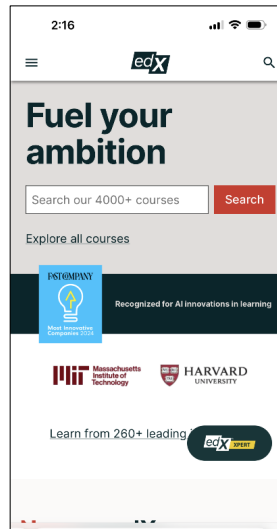 2:16
edX
Fuel your
ambition
Search our 4000+ courses
Search
Explore all courses
FAST COMPANY
Most Innovative
Companies 2024
Recognized for AI innovations in learning
Massachusetts
Institute of
Technology
HARVARD
UNIVERSITY
Learn from 260+ leading
edX XPERT